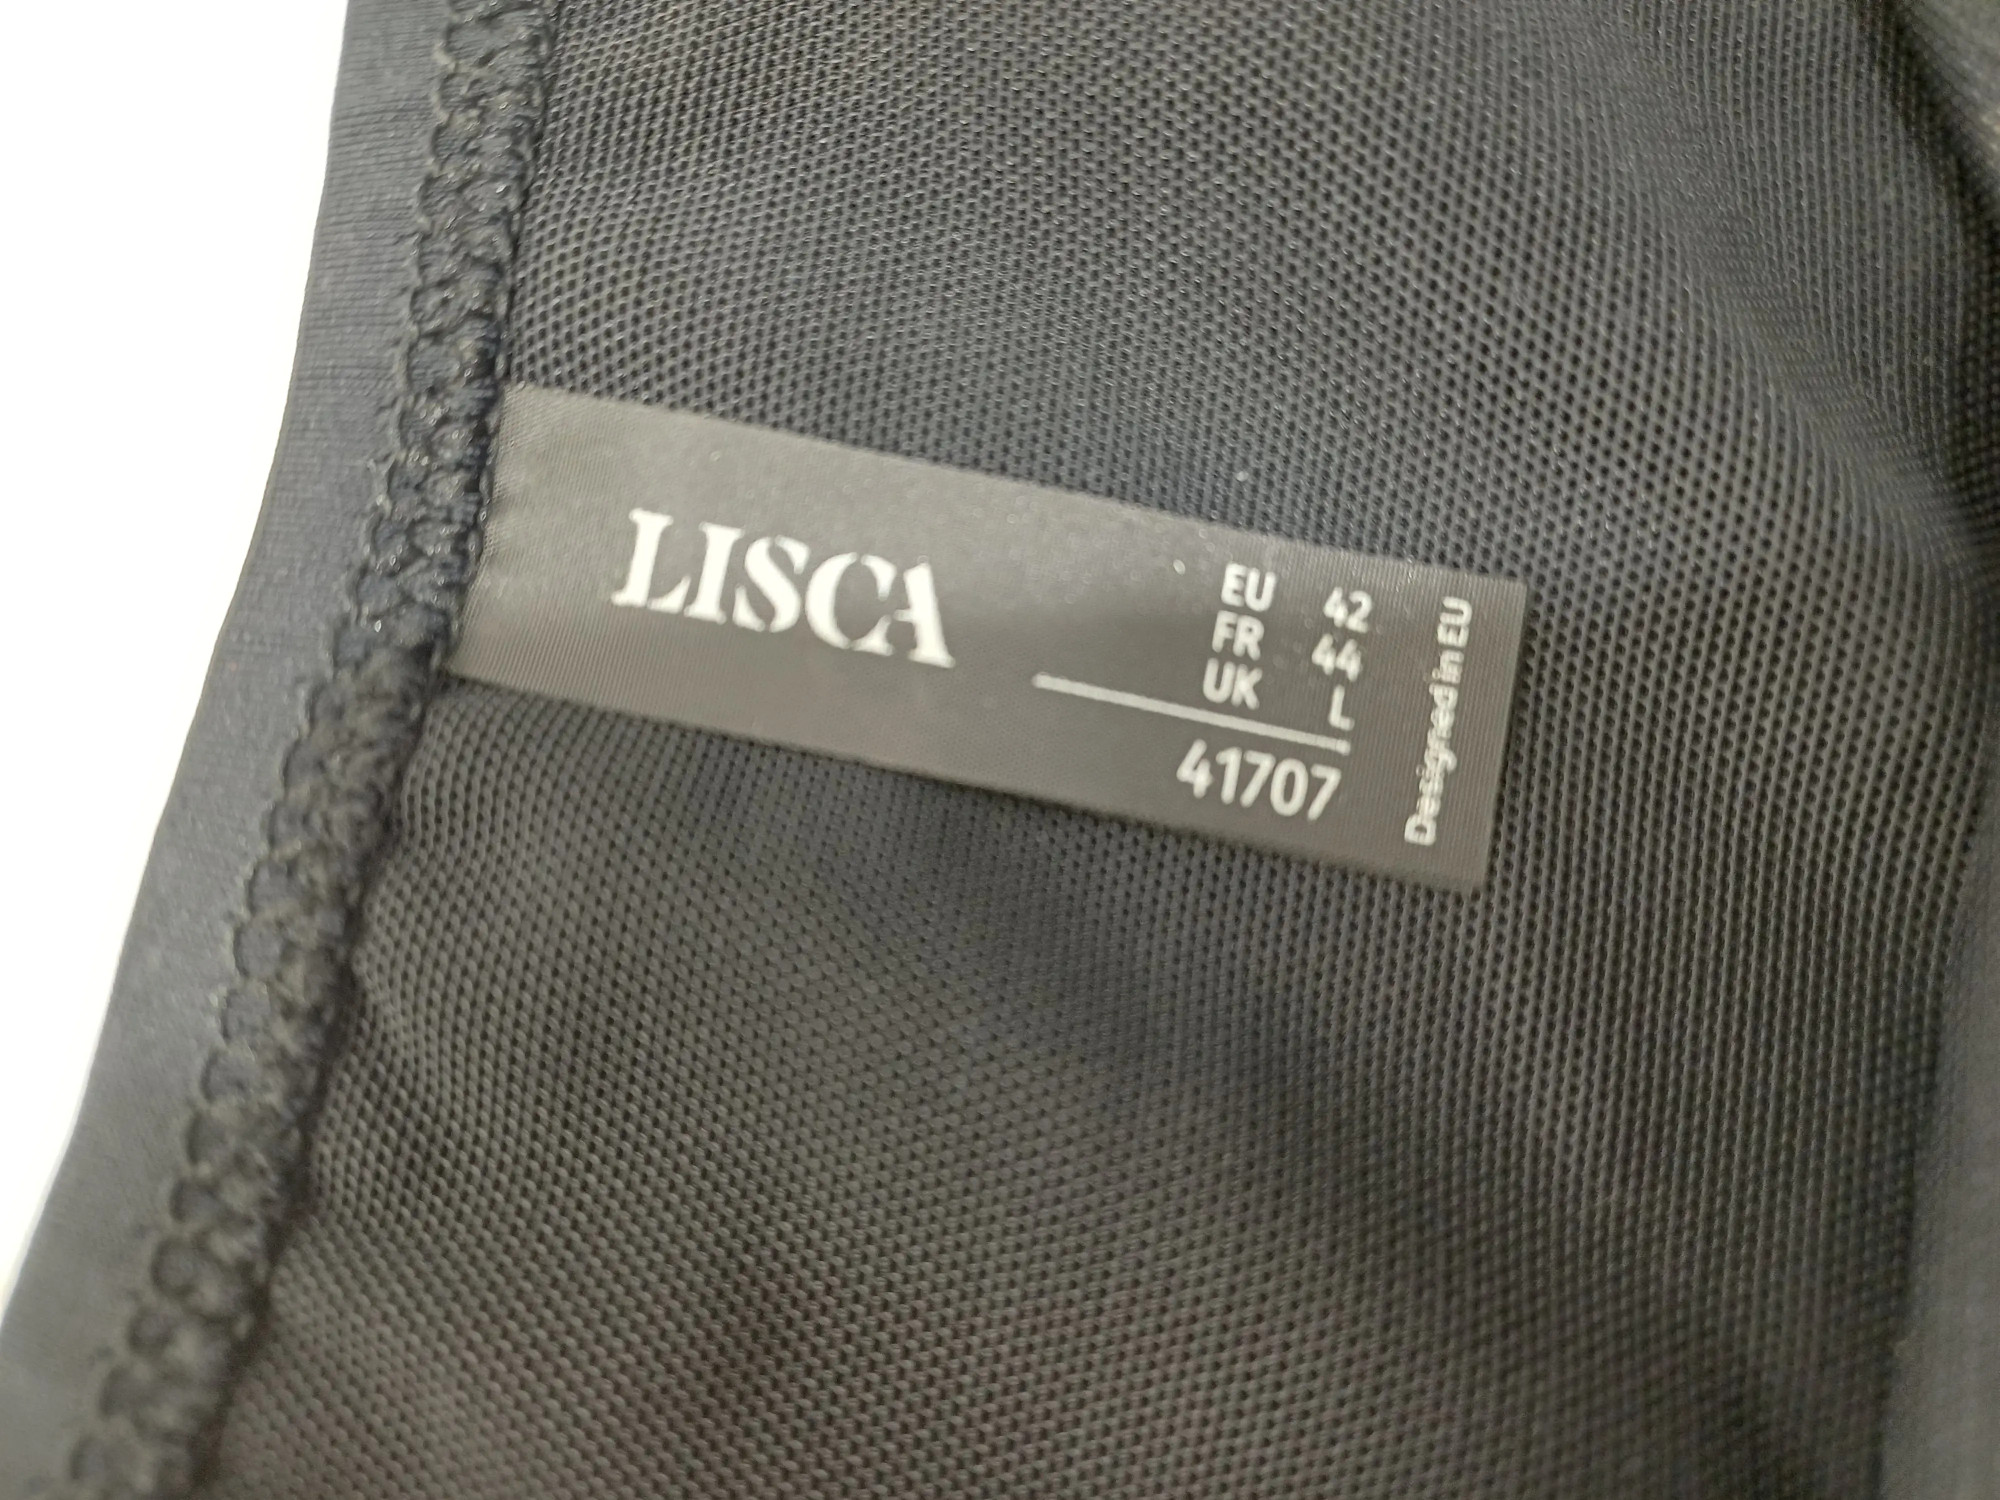 LISCA
EU 42
FR 44
UK L
41707
Designed in EU